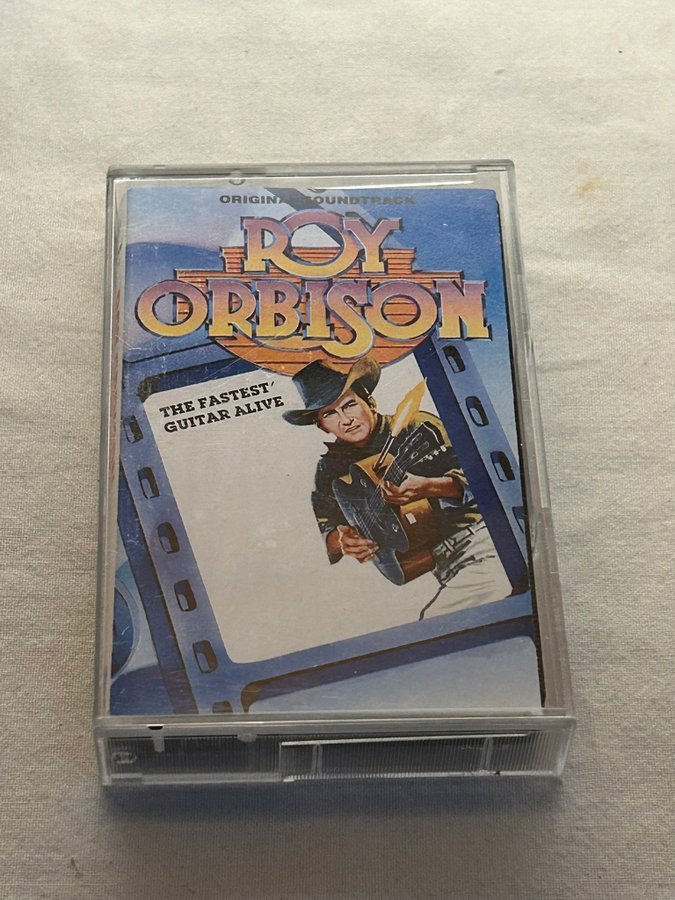 ORIGINAL SOUNDTRACK
ROY
ORBISON
THE FASTEST
GUITAR ALIVE